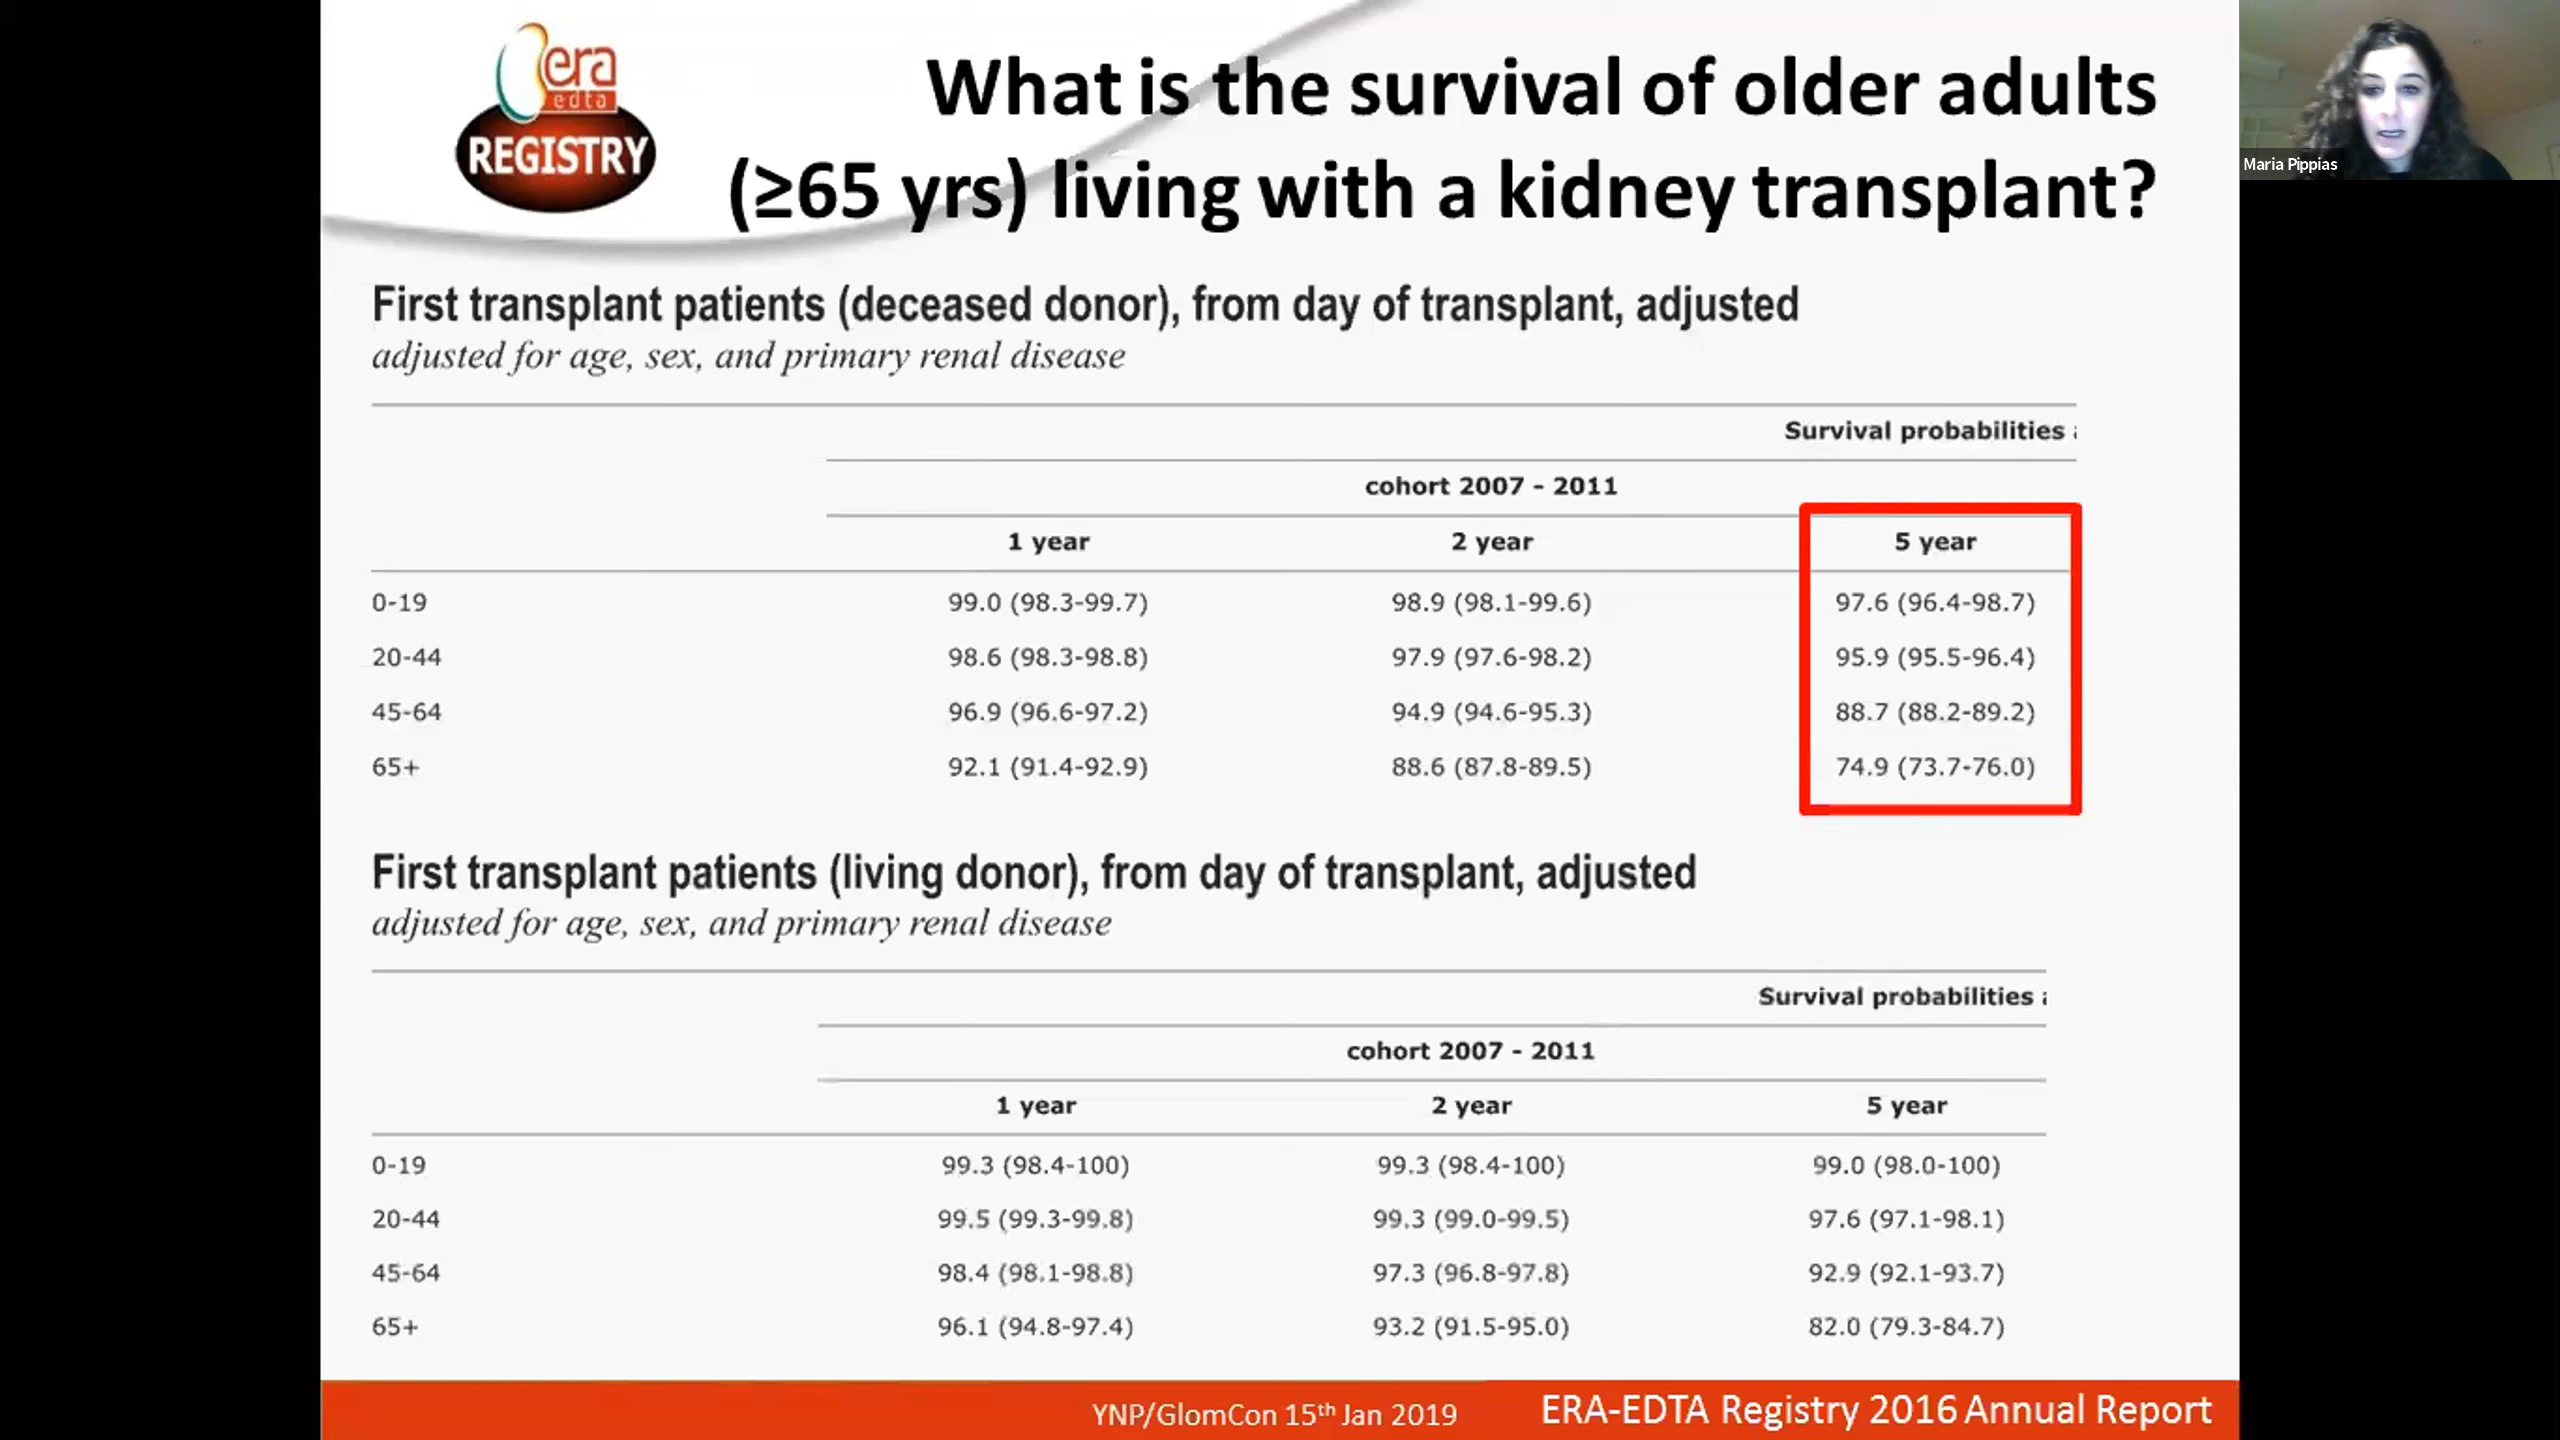 era
edta
REGISTRY
What is the survival of older adults
(≥65 yrs) living with a kidney transplant?
Maria Pippias
First transplant patients (deceased donor), from day of transplant, adjusted
adjusted for age, sex, and primary renal disease
Survival probabilities
cohort 2007 - 2011
1 year 2 year 5 year
0-19 99.0 (98.3-99.7) 98.9 (98.1-99.6) 97.6 (96.4-98.7)
20-44 98.6 (98.3-98.8) 97.9 (97.6-98.2) 95.9 (95.5-96.4)
45-64 96.9 (96.6-97.2) 94.9 (94.6-95.3) 88.7 (88.2-89.2)
65+ 92.1 (91.4-92.9) 88.6 (87.8-89.5) 74.9 (73.7-76.0)
First transplant patients (living donor), from day of transplant, adjusted
adjusted for age, sex, and primary renal disease
Survival probabilities
cohort 2007 - 2011
1 year 2 year 5 year
0-19 99.3 (98.4-100) 99.3 (98.4-100) 99.0 (98.0-100)
20-44 99.5 (99.3-99.8) 99.3 (99.0-99.5) 97.6 (97.1-98.1)
45-64 98.4 (98.1-98.8) 97.3 (96.8-97.8) 92.9 (92.1-93.7)
65+ 96.1 (94.8-97.4) 93.2 (91.5-95.0) 82.0 (79.3-84.7)
YNP/GlomCon 15th Jan 2019 ERA-EDTA Registry 2016 Annual Report